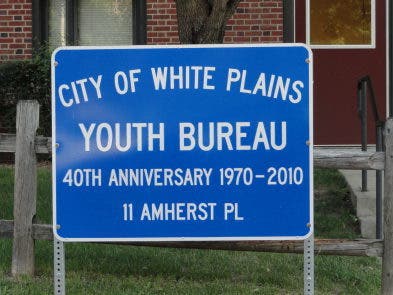 CITY OF WHITE PLAINS
YOUTH BUREAU
40TH ANNIVERSARY 1970-2010
11 AMHERST PL